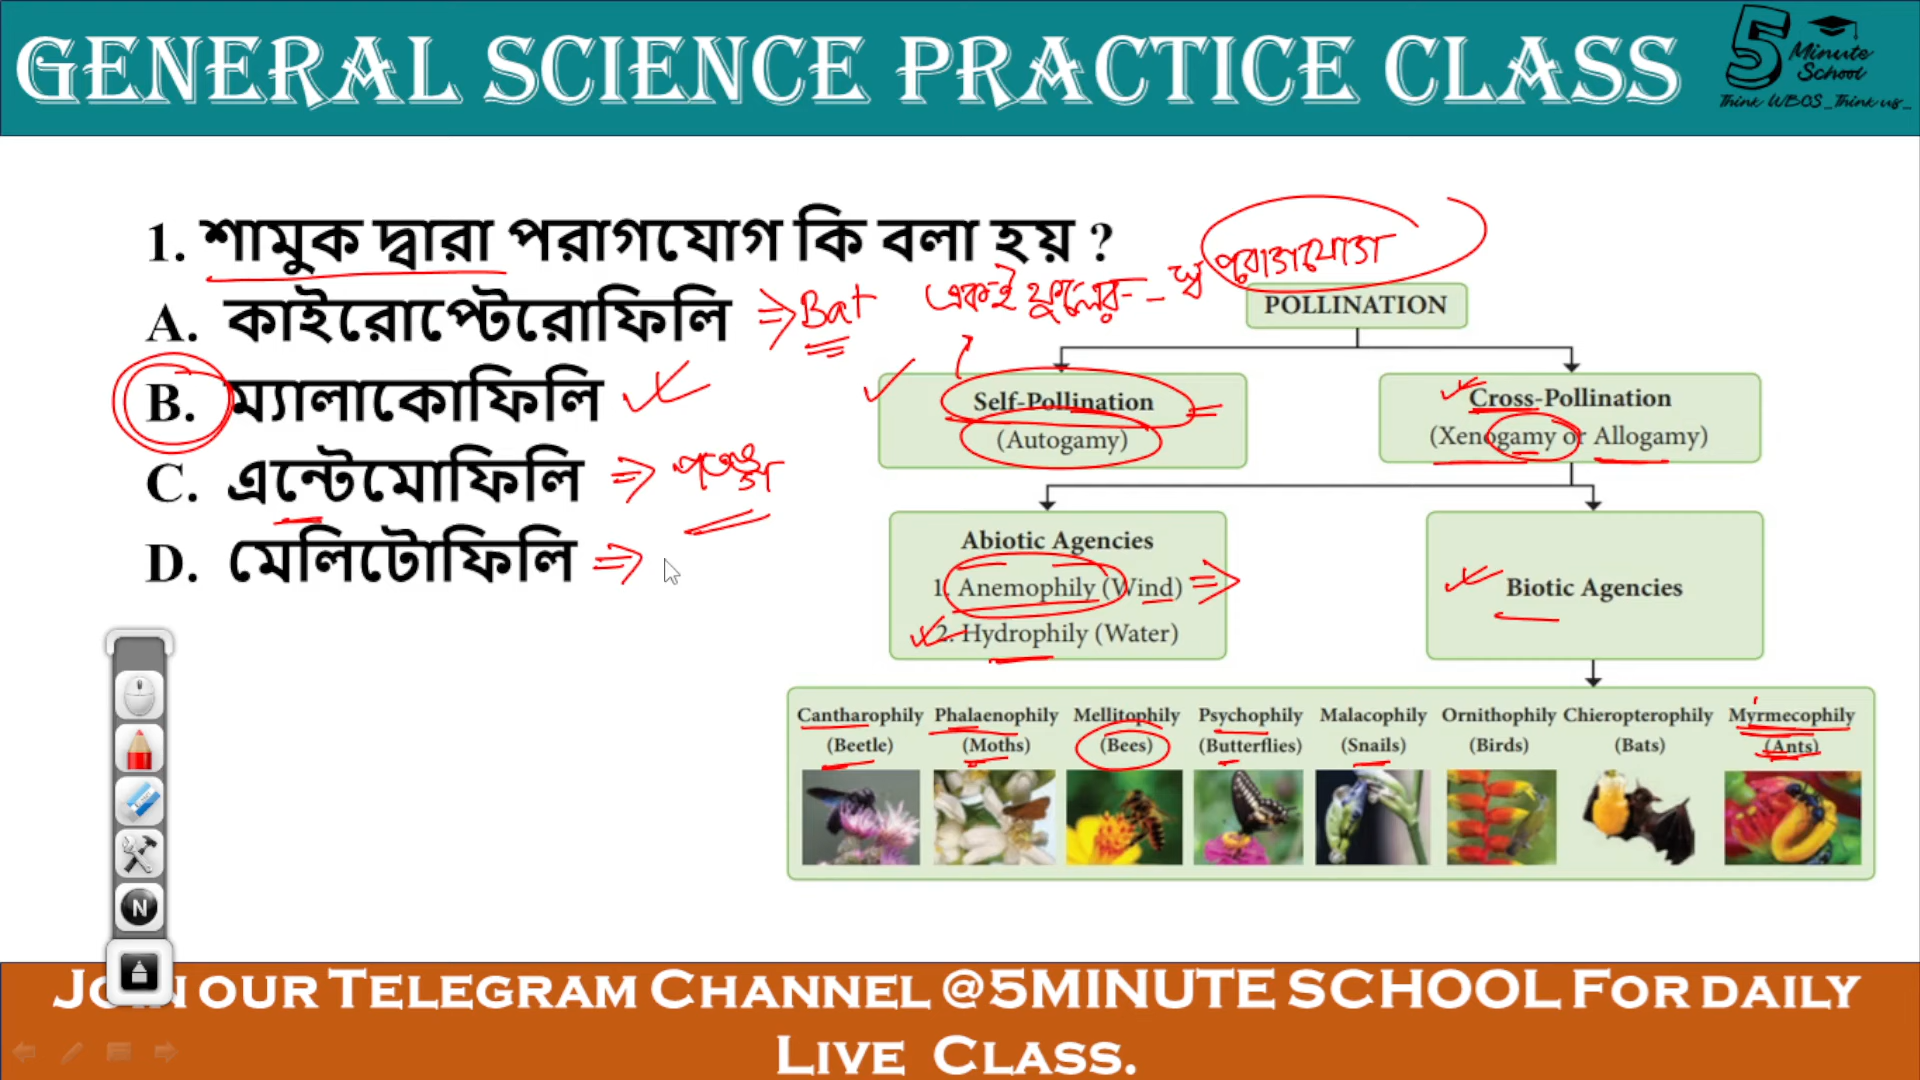 GENERAL SCIENCE PRACTICE CLASS
5 Minute School
Think WBCS_Think us_
1. শামুক দ্বারা পরাগযোগ কি বলা হয় ?
A. কাইরোপ্টেরোফিলি ⇒ Bat
B. ম্যালাকোফিলি
C. এন্টেমোফিলি ⇒ পতঙ্গ
D. মেলিটোফিলি ⇒
একই ফুলের - - স্ব
POLLINATION
Self-Pollination
(Autogamy)
Cross-Pollination
(Xenogamy or Allogamy)
Abiotic Agencies
1. Anemophily (Wind) ⇒
2. Hydrophily (Water)
Biotic Agencies
Cantharophily Phalaenophily Mellitophily Psychophily Malacophily Ornithophily Chieropterophily Myrmecophily
(Beetle) (Moths) (Bees) (Butterflies) (Snails) (Birds) (Bats) (Ants)
N
JOIN OUR TELEGRAM CHANNEL @5MINUTE SCHOOL FOR DAILY
LIVE CLASS.